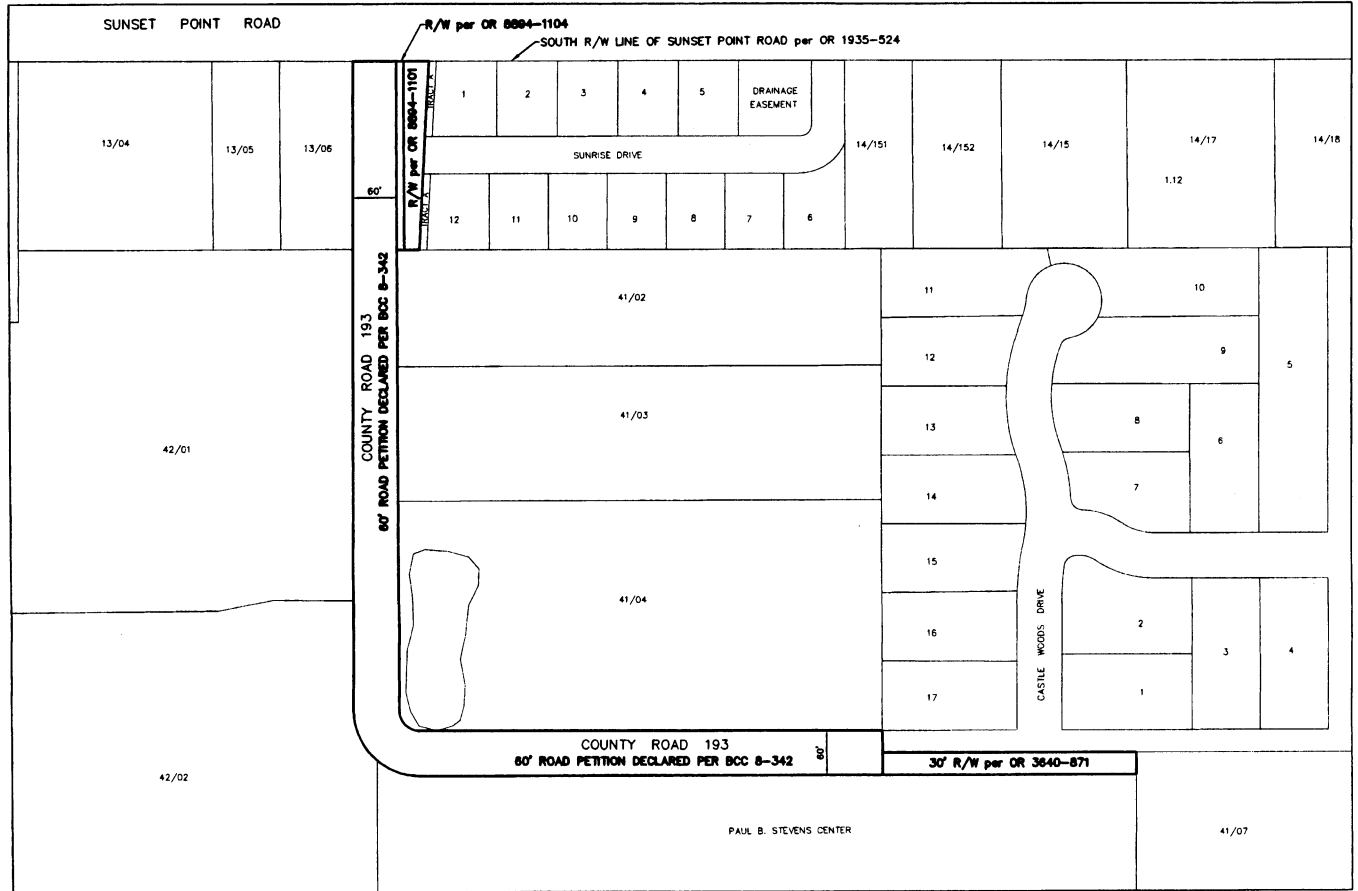 SUNSET POINT ROAD
R/W per OR 8894-1104
SOUTH R/W LINE OF SUNSET POINT ROAD per OR 1935-524
13/04
13/05
13/06
60'
R/W per OR 8894-1101
TRACT A
1
2
3
4
5
DRAINAGE
EASEMENT
SUNRISE DRIVE
TRACT A
12
11
10
9
8
7
6
14/151
14/152
14/15
14/17
1.12
14/18
COUNTY ROAD 193
60' ROAD PETITION DECLARED PER BCC 8-342
42/01
41/02
41/03
41/04
11
12
13
14
15
16
17
10
9
5
8
6
7
CASTLE WOODS DRIVE
2
3
4
1
COUNTY ROAD 193
60' ROAD PETITION DECLARED PER BCC 8-342
60'
30' R/W per OR 3640-871
42/02
PAUL B. STEVENS CENTER
41/07